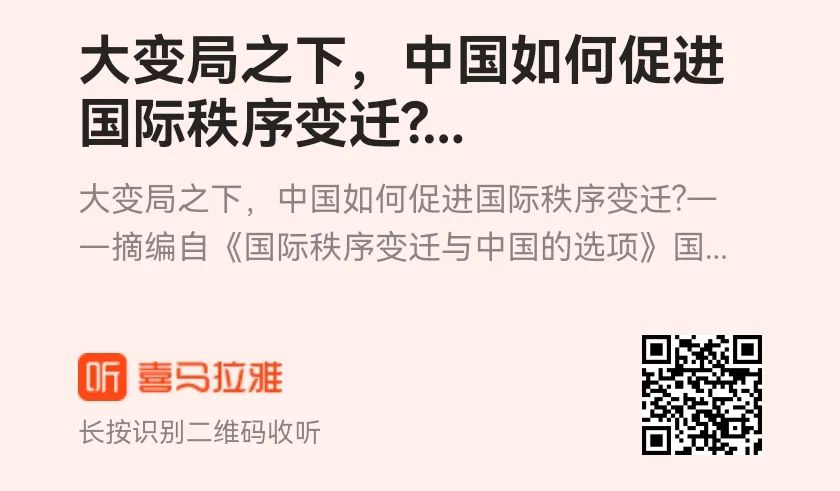 大变局之下，中国如何促进
国际秩序变迁?...
大变局之下，中国如何促进国际秩序变迁?—
—摘编自《国际秩序变迁与中国的选项》国...
听 喜马拉雅
长按识别二维码收听